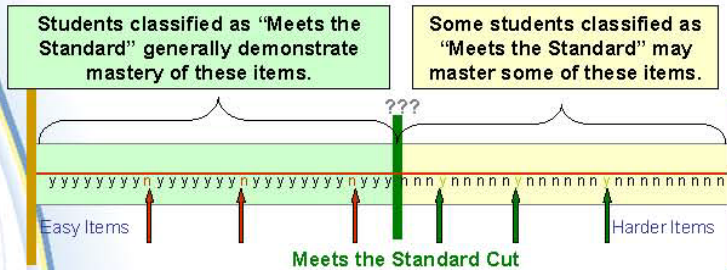 Students classified as “Meets the
Standard” generally demonstrate
mastery of these items.
Some students classified as
“Meets the Standard” may
master some of these items.
???
y y y y y y y y n y y y y y y y n y y y y y y y y n y y y n n n y n n n n n y n n n n n n y n n n n n n n n n
Easy Items
Harder Items
Meets the Standard Cut